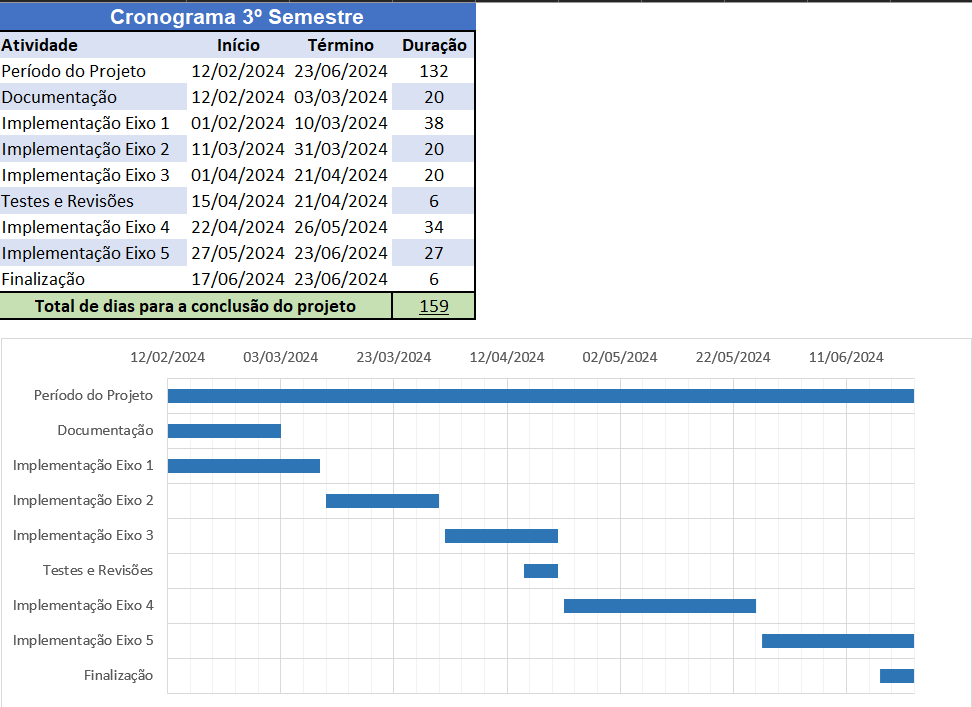 Cronograma 3º Semestre
Atividade Início Término Duração
Período do Projeto 12/02/2024 23/06/2024 132
Documentação 12/02/2024 03/03/2024 20
Implementação Eixo 1 01/02/2024 10/03/2024 38
Implementação Eixo 2 11/03/2024 31/03/2024 20
Implementação Eixo 3 01/04/2024 21/04/2024 20
Testes e Revisões 15/04/2024 21/04/2024 6
Implementação Eixo 4 22/04/2024 26/05/2024 34
Implementação Eixo 5 27/05/2024 23/06/2024 27
Finalização 17/06/2024 23/06/2024 6
Total de dias para a conclusão do projeto 159
12/02/2024 03/03/2024 23/03/2024 12/04/2024 02/05/2024 22/05/2024 11/06/2024
Período do Projeto
Documentação
Implementação Eixo 1
Implementação Eixo 2
Implementação Eixo 3
Testes e Revisões
Implementação Eixo 4
Implementação Eixo 5
Finalização